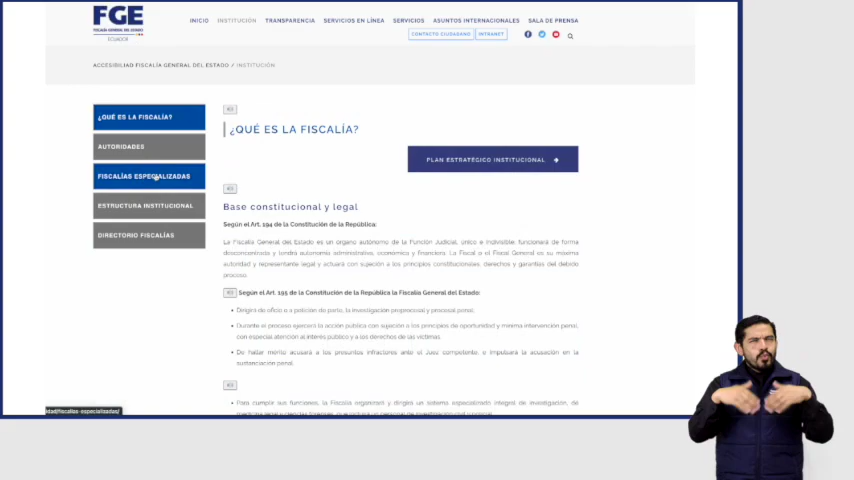 FGE
FISCALÍA GENERAL DEL ESTADO
ECUADOR
INICIO INSTITUCIÓN TRANSPARENCIA SERVICIOS EN LÍNEA SERVICIOS ASUNTOS INTERNACIONALES SALA DE PRENSA
CONTACTO CIUDADANO INTRANET
ACCESIBILIAD FISCALÍA GENERAL DEL ESTADO / INSTITUCIÓN
¿QUÉ ES LA FISCALÍA?
AUTORIDADES
FISCALÍAS ESPECIALIZADAS
ESTRUCTURA INSTITUCIONAL
DIRECTORIO FISCALÍAS
¿QUÉ ES LA FISCALÍA?
PLAN ESTRATÉGICO INSTITUCIONAL
Base constitucional y legal
Según el Art. 194 de la Constitución de la República:
La Fiscalía General del Estado es un órgano autónomo de la Función Judicial, único e indivisible, funcionará de forma
desconcentrada y tendrá autonomía administrativa, económica y financiera. La Fiscal o el Fiscal General es su máxima
autoridad y representante legal y actuará con sujeción a los principios constitucionales, derechos y garantías del debido
proceso.
Según el Art. 195 de la Constitución de la República la Fiscalía General del Estado:
• Dirigirá de oficio o a petición de parte, la investigación preprocesal y procesal penal.
• Durante el proceso ejercerá la acción pública con sujeción a los principios de oportunidad y mínima intervención penal,
con especial atención al interés público y a los derechos de las víctimas.
• De hallar mérito acusará a los presuntos infractores ante el Juez competente, e impulsará la acusación en la
sustanciación penal.
• Para cumplir sus funciones, la Fiscalía organizará y dirigirá un sistema especializado integral de investigación, de
idad/fiscalias-especializadas/